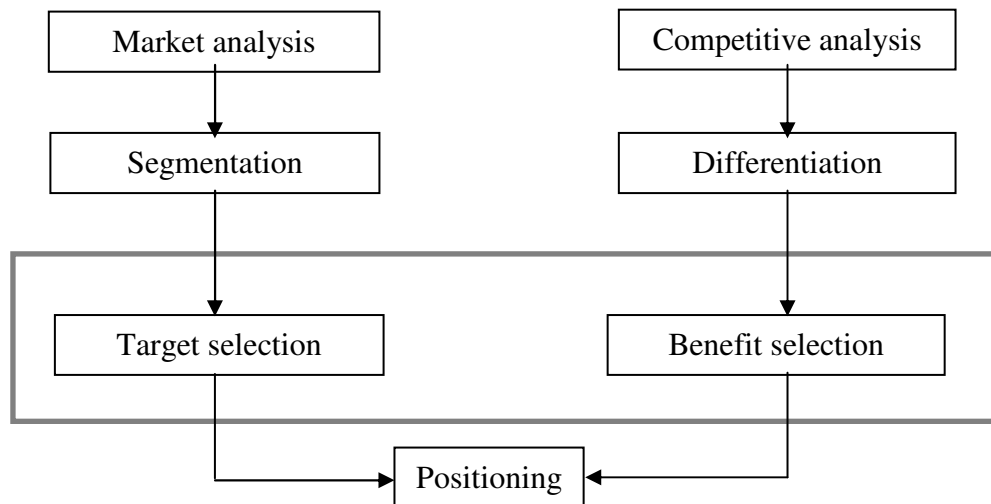 Market analysis
Competitive analysis
Segmentation
Differentiation
Target selection
Benefit selection
Positioning